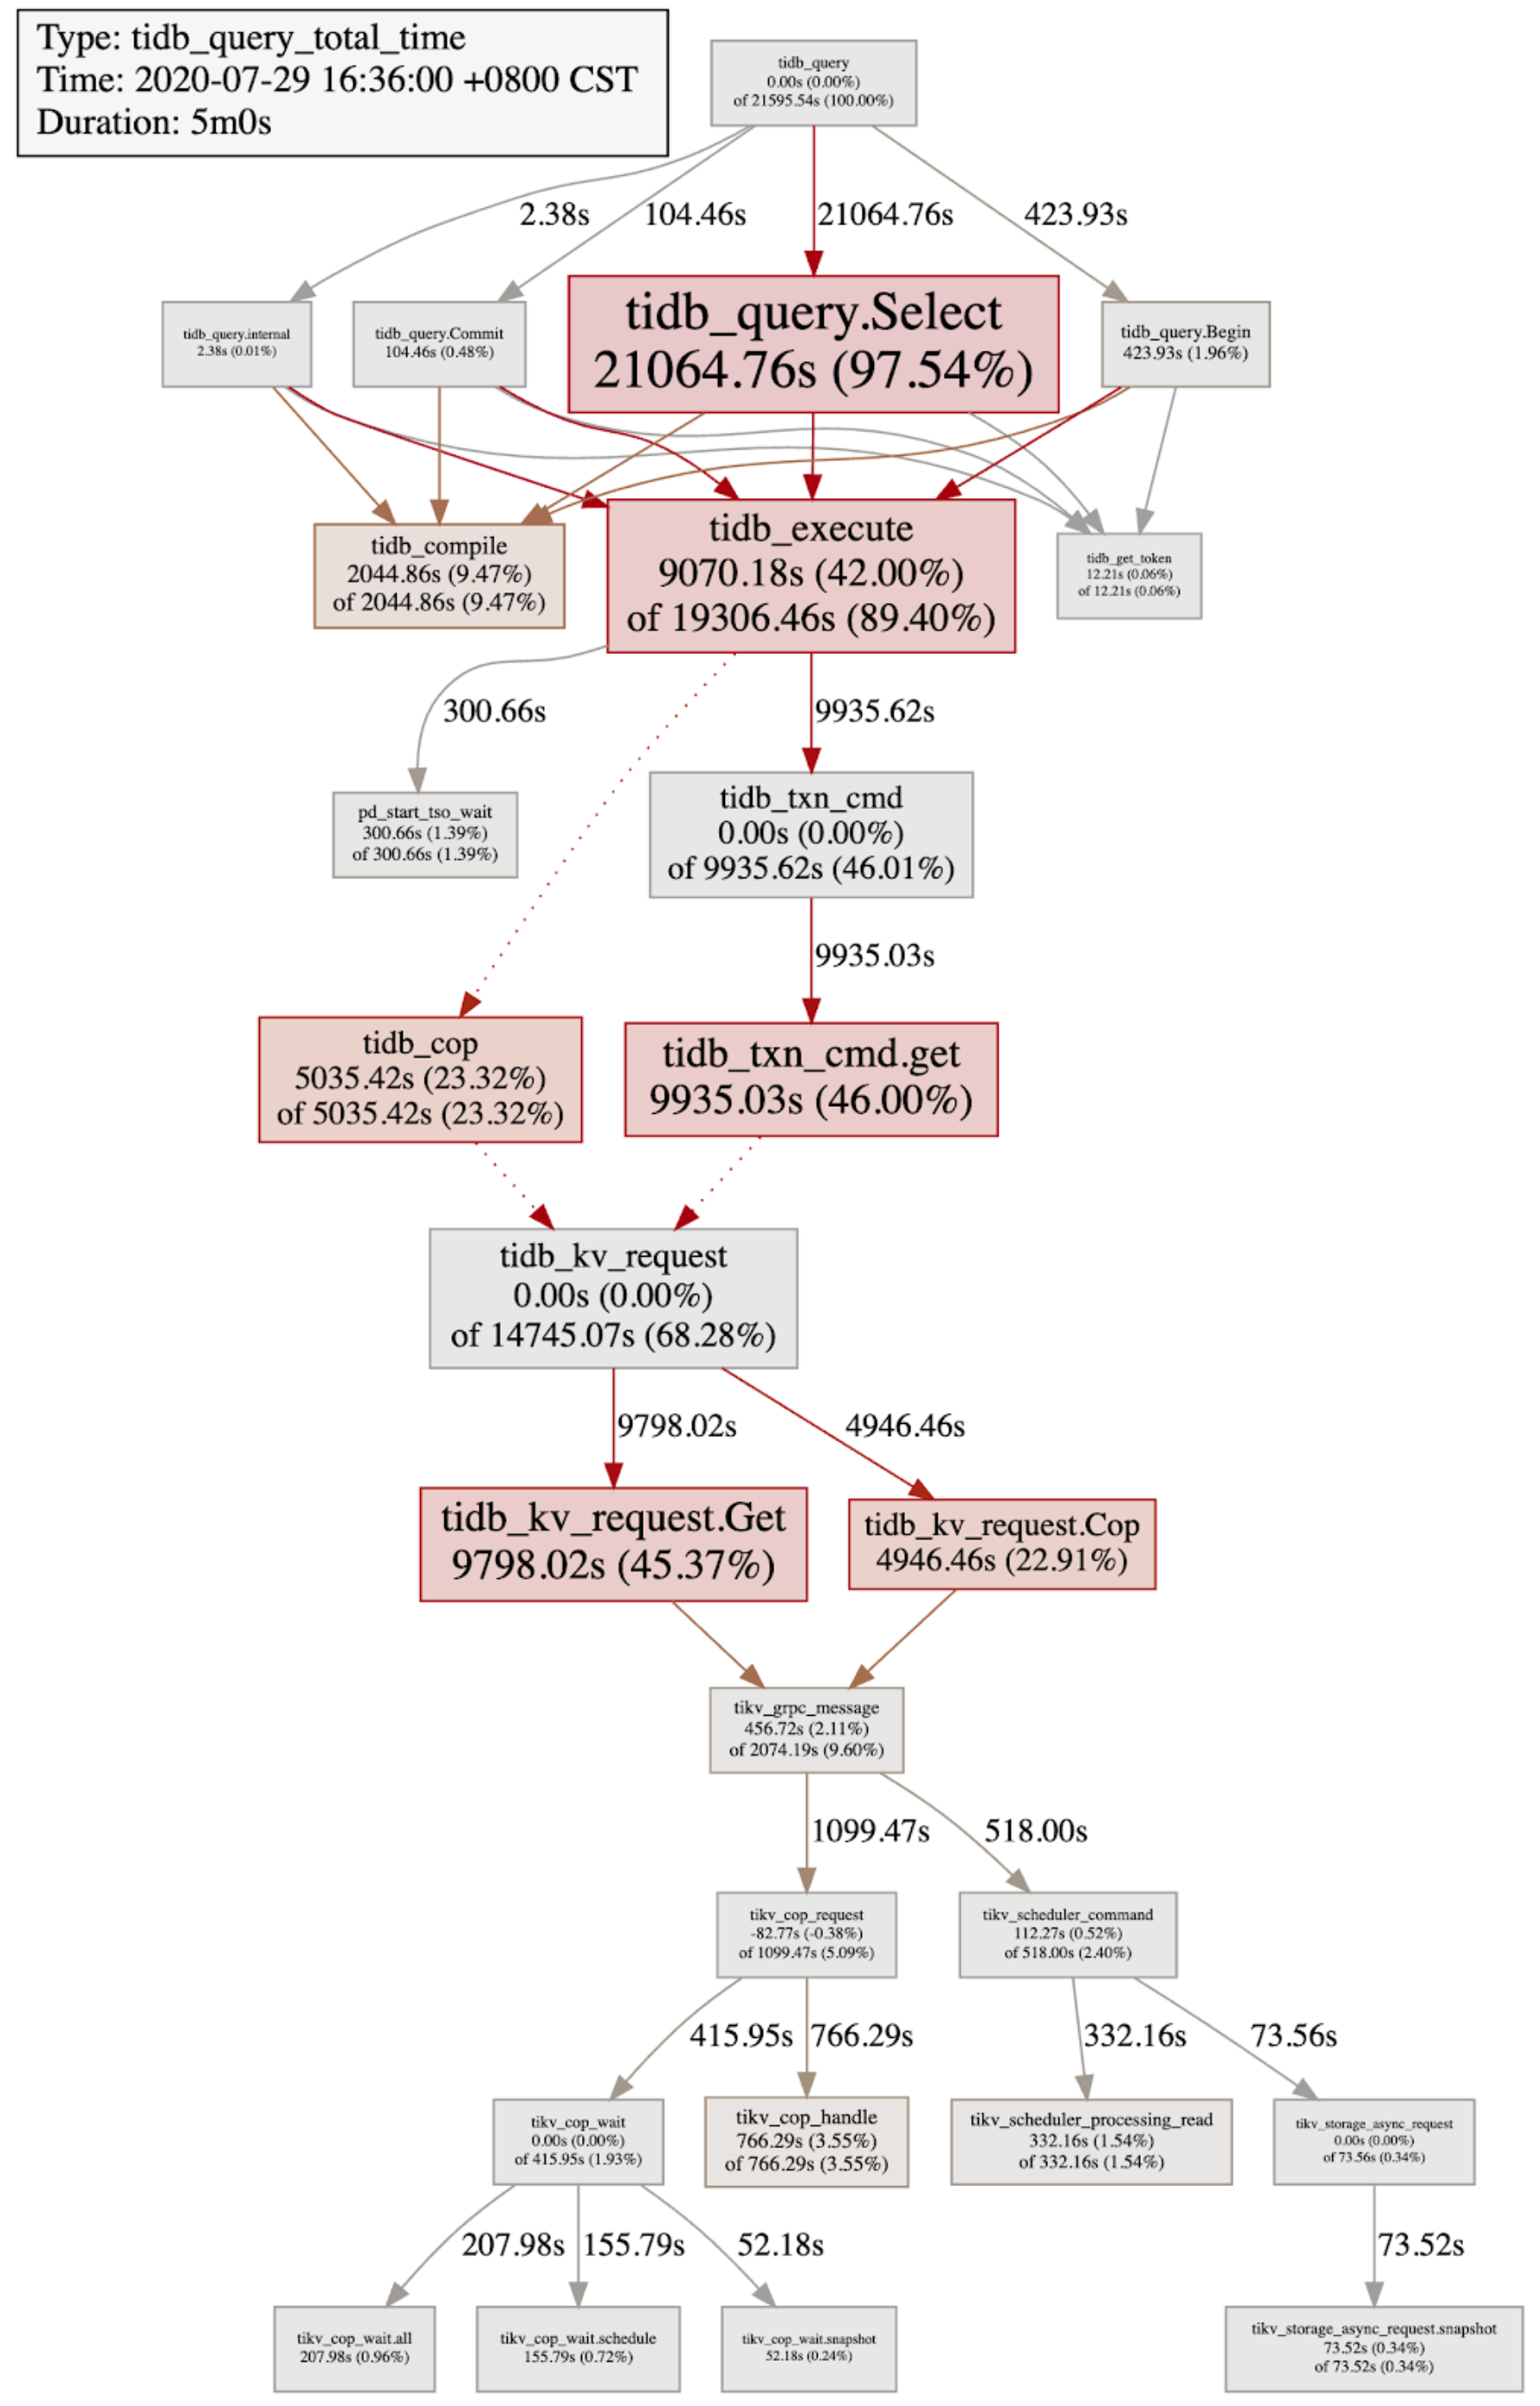 Type: tidb_query_total_time
Time: 2020-07-29 16:36:00 +0800 CST
Duration: 5m0s
tidb_query
0.00s (0.00%)
of 21595.54s (100.00%)
2.38s
104.46s
21064.76s
423.93s
tidb_query.internal
2.38s (0.01%)
tidb_query.Commit
104.46s (0.48%)
tidb_query.Select
21064.76s (97.54%)
tidb_query.Begin
423.93s (1.96%)
tidb_compile
2044.86s (9.47%)
of 2044.86s (9.47%)
tidb_execute
9070.18s (42.00%)
of 19306.46s (89.40%)
tidb_get_token
12.21s (0.06%)
of 12.21s (0.06%)
300.66s
9935.62s
pd_start_tso_wait
300.66s (1.39%)
of 300.66s (1.39%)
tidb_txn_cmd
0.00s (0.00%)
of 9935.62s (46.01%)
9935.03s
tidb_cop
5035.42s (23.32%)
of 5035.42s (23.32%)
tidb_txn_cmd.get
9935.03s (46.00%)
tidb_kv_request
0.00s (0.00%)
of 14745.07s (68.28%)
9798.02s
4946.46s
tidb_kv_request.Get
9798.02s (45.37%)
tidb_kv_request.Cop
4946.46s (22.91%)
tikv_grpc_message
456.72s (2.11%)
of 2074.19s (9.60%)
1099.47s
518.00s
tikv_cop_request
-82.77s (-0.38%)
of 1099.47s (5.09%)
tikv_scheduler_command
112.27s (0.52%)
of 518.00s (2.40%)
415.95s
766.29s
332.16s
73.56s
tikv_cop_wait
0.00s (0.00%)
of 415.95s (1.93%)
tikv_cop_handle
766.29s (3.55%)
of 766.29s (3.55%)
tikv_scheduler_processing_read
332.16s (1.54%)
of 332.16s (1.54%)
tikv_storage_async_request
0.00s (0.00%)
of 73.56s (0.34%)
207.98s
155.79s
52.18s
73.52s
tikv_cop_wait.all
207.98s (0.96%)
tikv_cop_wait.schedule
155.79s (0.72%)
tikv_cop_wait.snapshot
52.18s (0.24%)
tikv_storage_async_request.snapshot
73.52s (0.34%)
of 73.52s (0.34%)